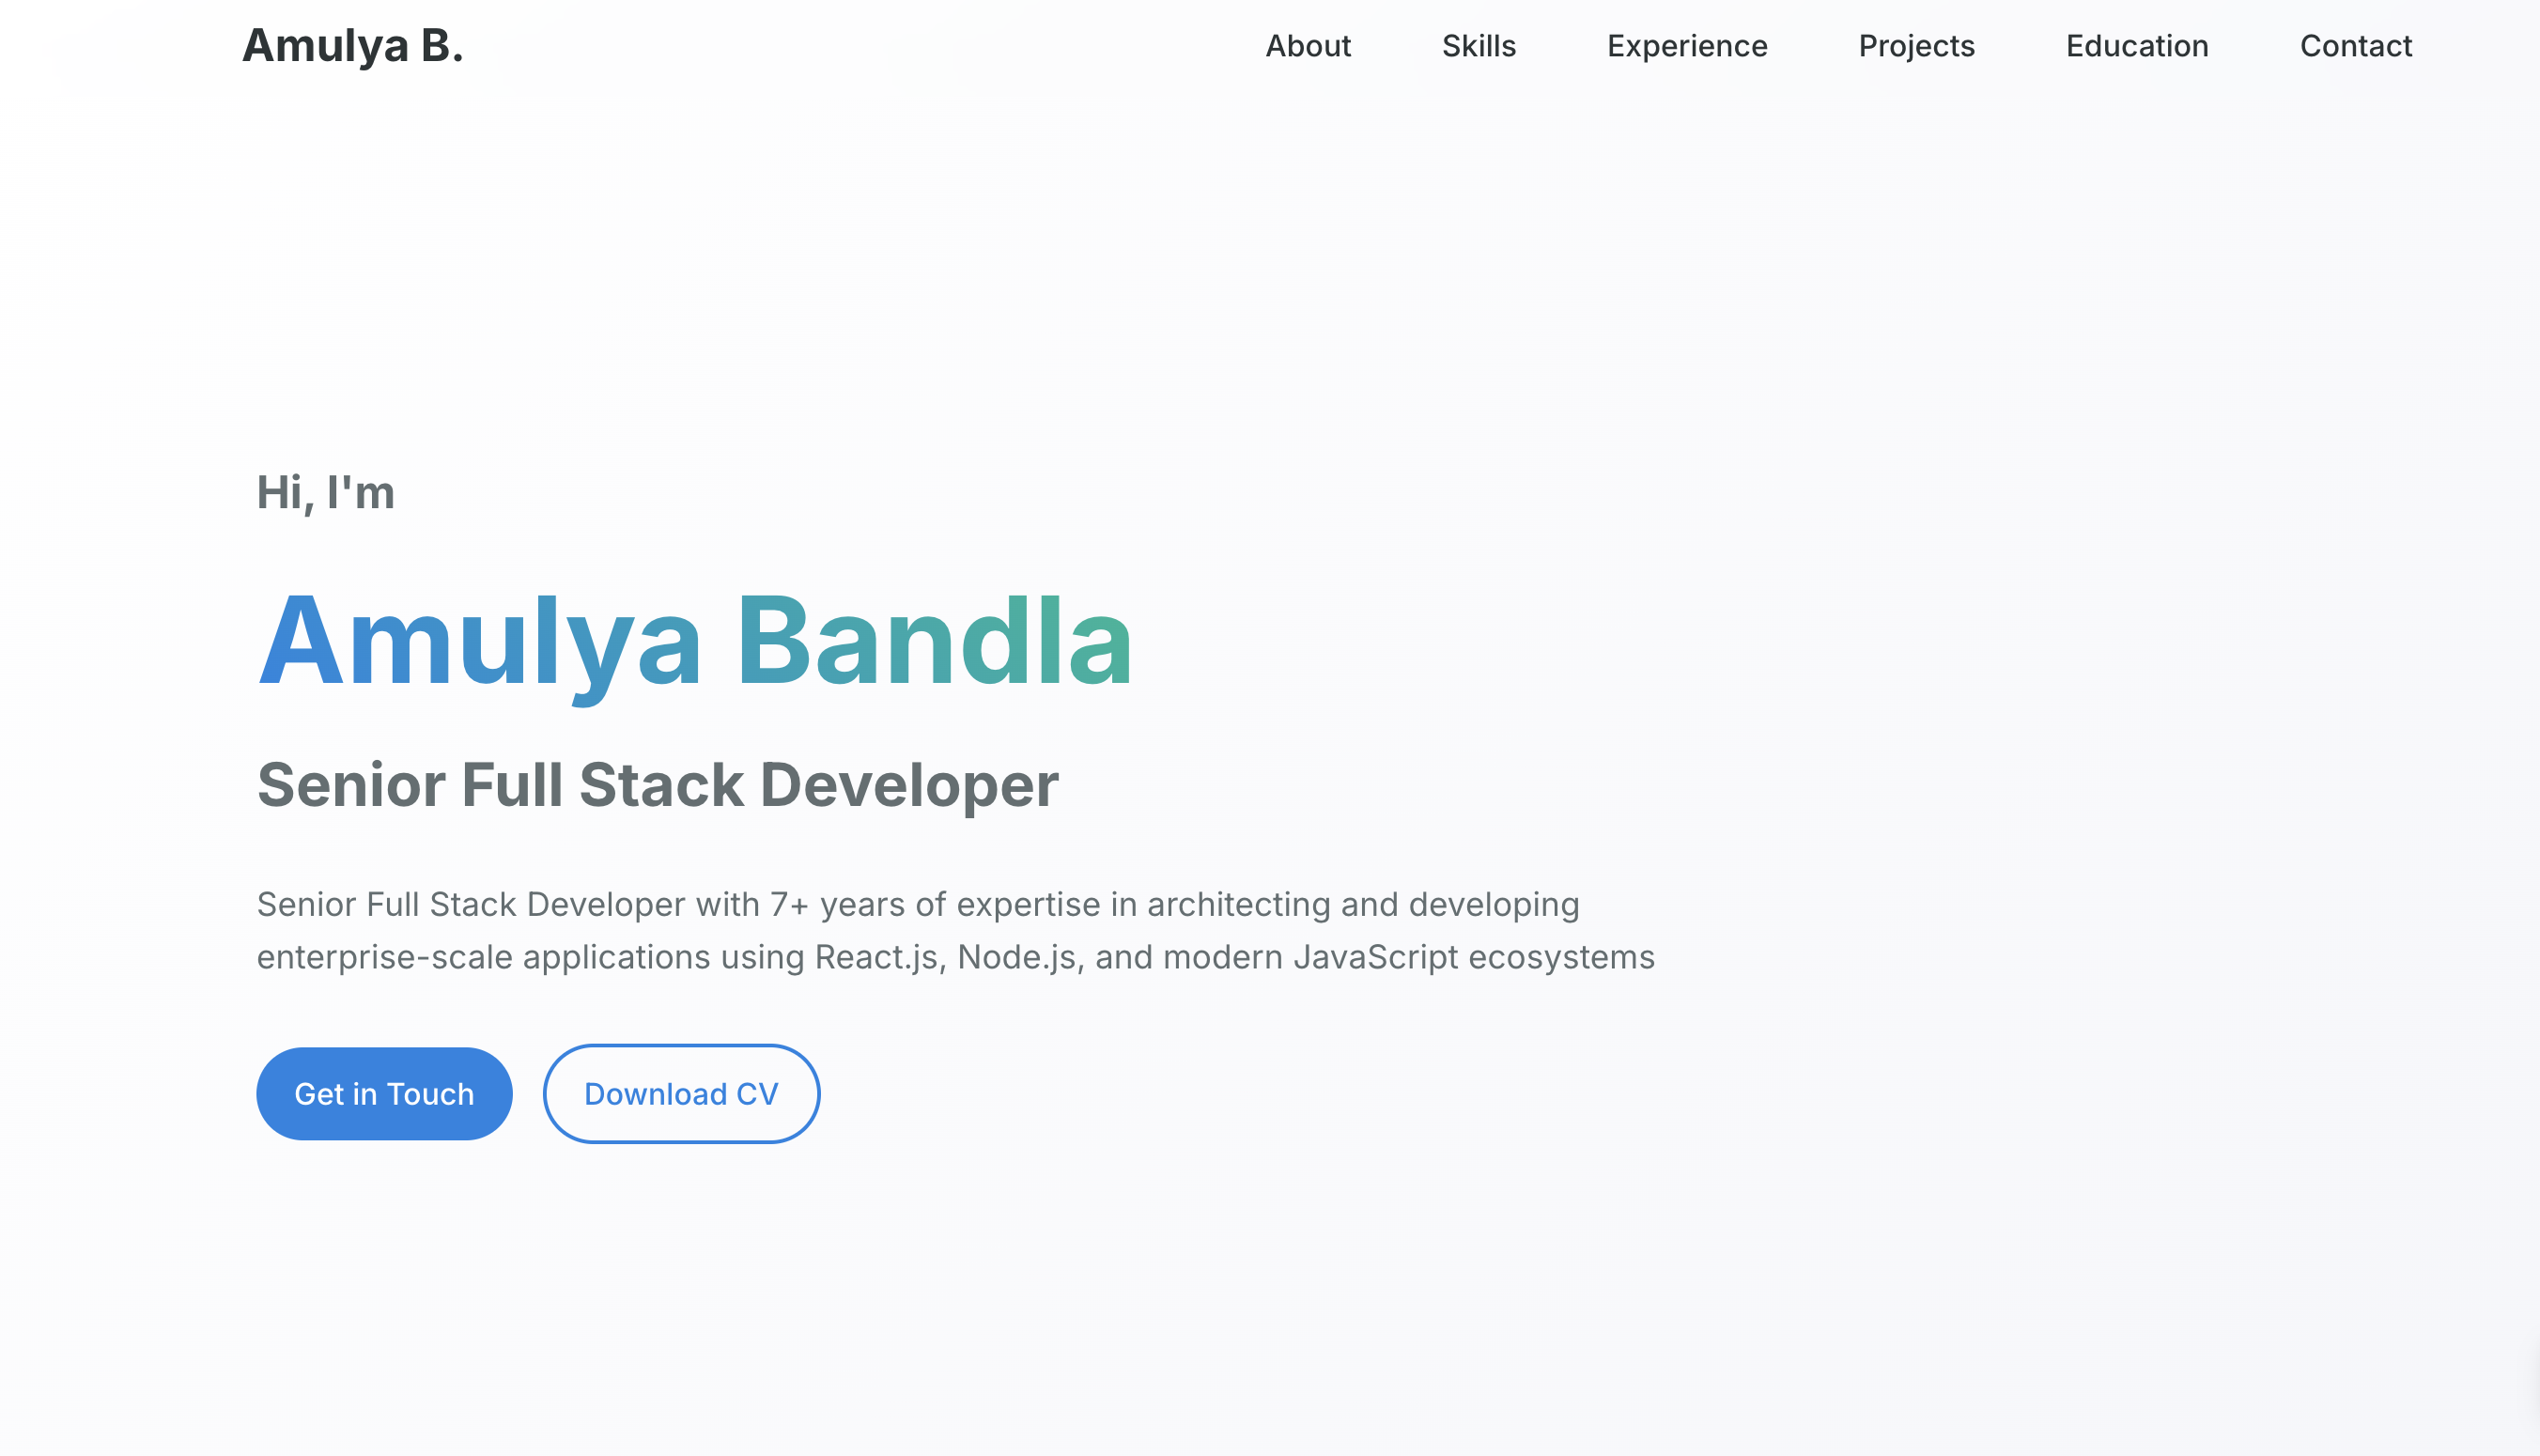 Amulya B.
About Skills Experience Projects Education Contact
Hi, I'm
Amulya Bandla
Senior Full Stack Developer
Senior Full Stack Developer with 7+ years of expertise in architecting and developing
enterprise-scale applications using React.js, Node.js, and modern JavaScript ecosystems
Get in Touch
Download CV